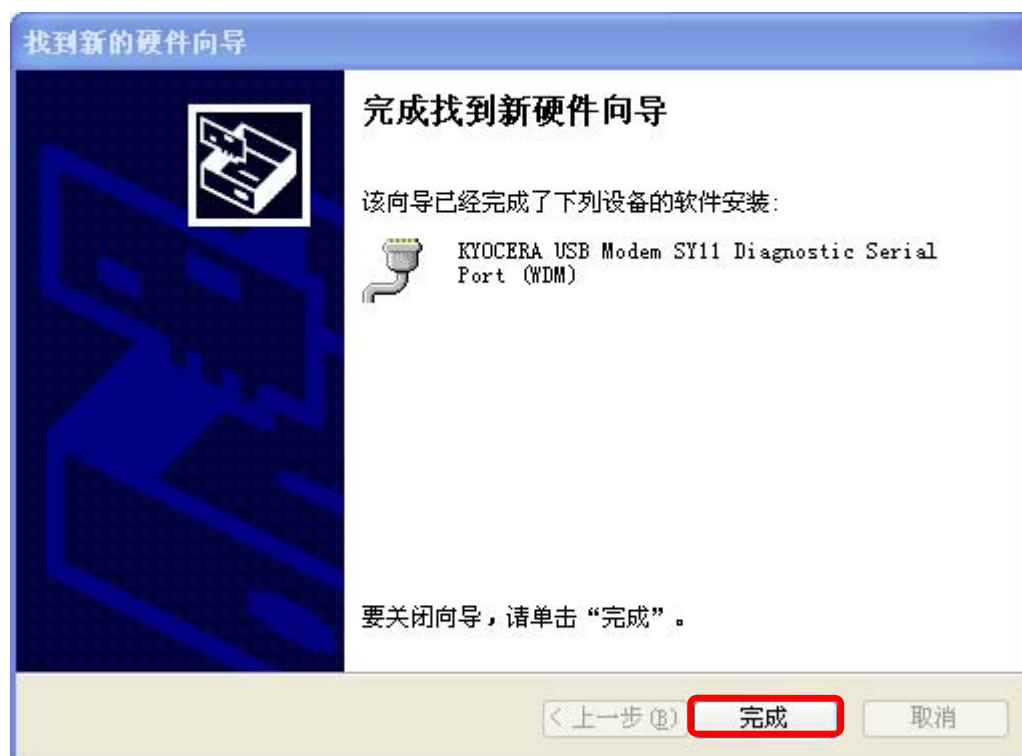 找到新的硬件向导
完成找到新硬件向导
该向导已经完成了下列设备的软件安装:
KYOCERA USB Modem SY11 Diagnostic Serial
Port (WDM)
要关闭向导，请单击“完成”。
< 上一步(B)
完成
取消